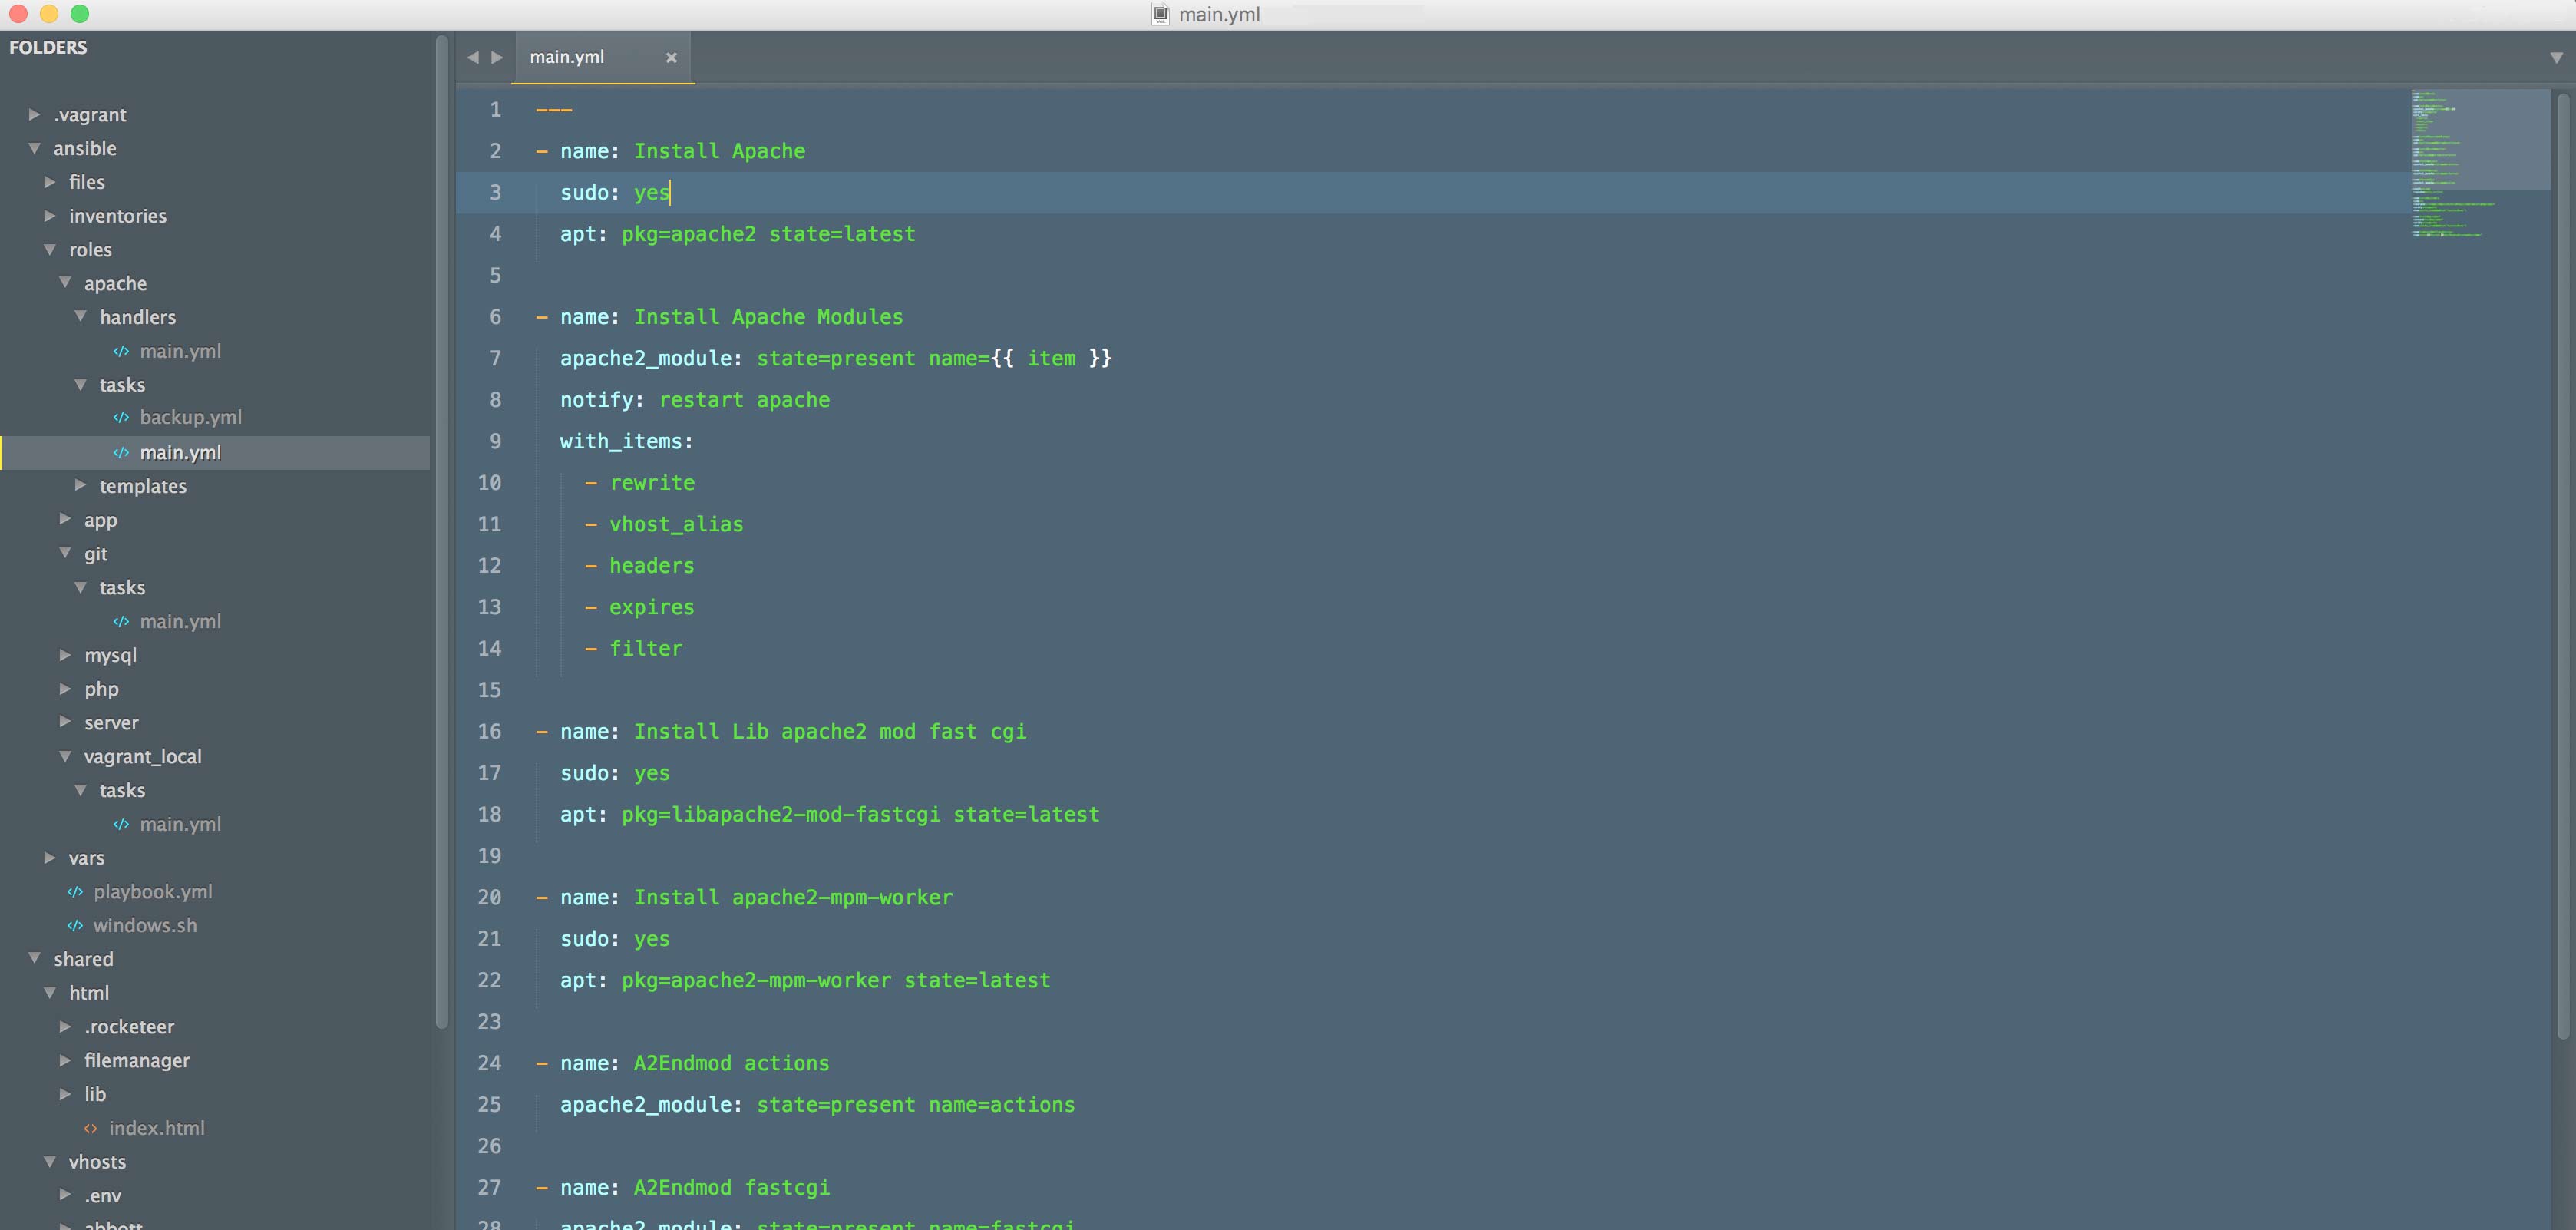 main.yml
FOLDERS
.vagrant
ansible
files
inventories
roles
apache
handlers
main.yml
tasks
backup.yml
main.yml
templates
app
git
tasks
main.yml
mysql
php
server
vagrant_local
tasks
main.yml
vars
playbook.yml
windows.sh
shared
html
.rocketeer
filemanager
lib
index.html
vhosts
.env
abbott
main.yml
1 ---
2 - name: Install Apache
3 sudo: yes
4 apt: pkg=apache2 state=latest
5
6 - name: Install Apache Modules
7 apache2_module: state=present name={{ item }}
8 notify: restart apache
9 with_items:
10 - rewrite
11 - vhost_alias
12 - headers
13 - expires
14 - filter
15
16 - name: Install Lib apache2 mod fast cgi
17 sudo: yes
18 apt: pkg=libapache2-mod-fastcgi state=latest
19
20 - name: Install apache2-mpm-worker
21 sudo: yes
22 apt: pkg=apache2-mpm-worker state=latest
23
24 - name: A2Endmod actions
25 apache2_module: state=present name=actions
26
27 - name: A2Endmod fastcgi
28 apache2_module: state=present name=fastcgi